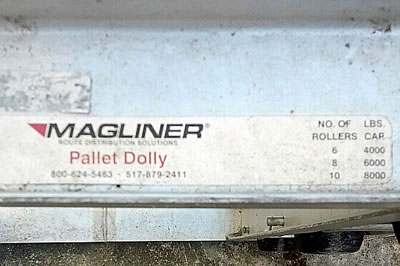 MAGLINER®
ROUTE DISTRIBUTION SOLUTIONS
Pallet Dolly
800-624-5463 · 517-879-2411
NO. OF LBS.
ROLLERS CAP.
6 4000
8 6000
10 8000